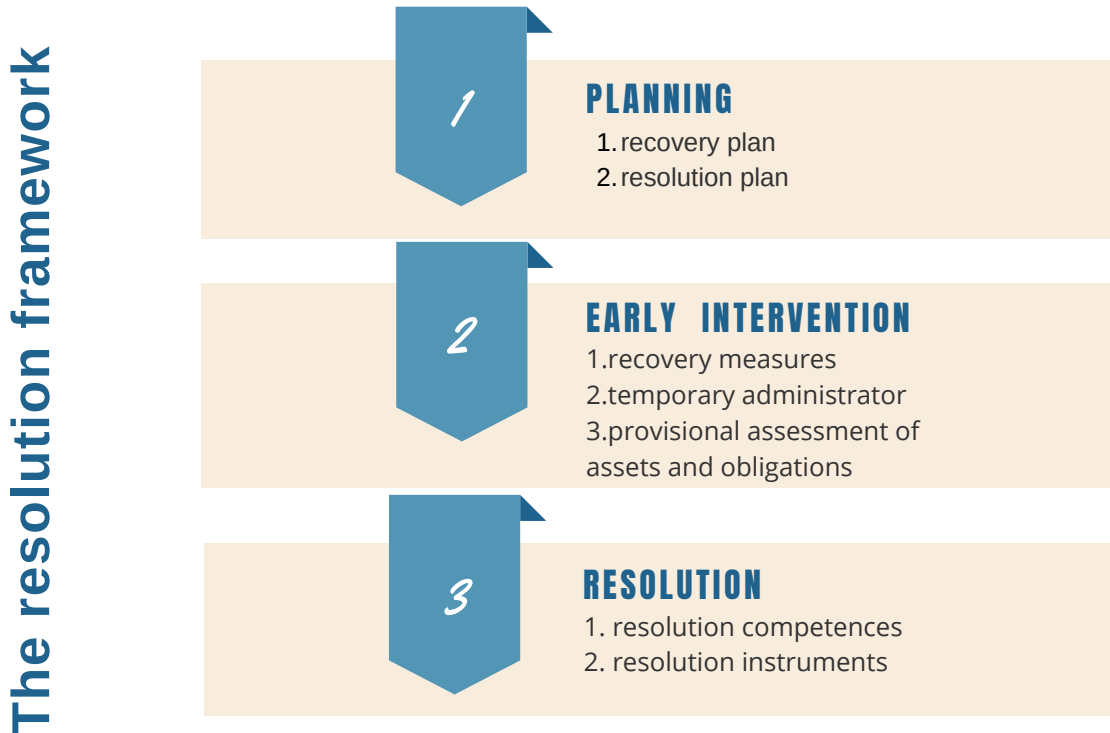 The resolution framework
1
PLANNING
1. recovery plan
2. resolution plan
2
EARLY INTERVENTION
1.recovery measures
2.temporary administrator
3.provisional assessment of
assets and obligations
3
RESOLUTION
1. resolution competences
2. resolution instruments